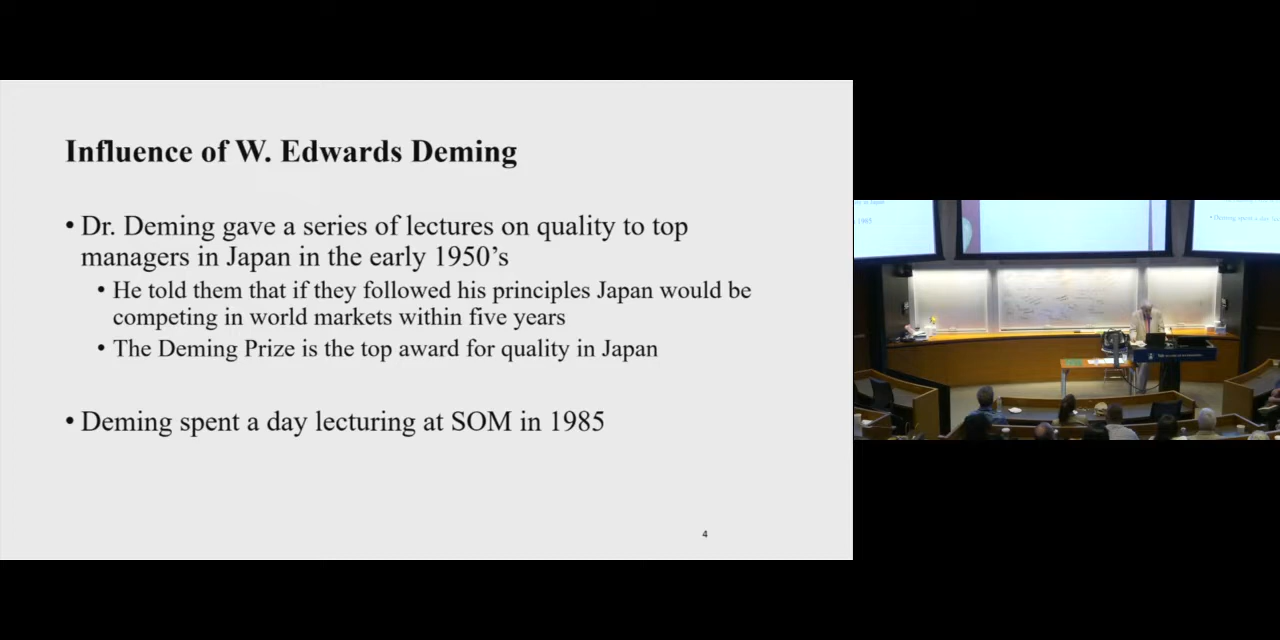 Influence of W. Edwards Deming
• Dr. Deming gave a series of lectures on quality to top
managers in Japan in the early 1950’s
• He told them that if they followed his principles Japan would be
competing in world markets within five years
• The Deming Prize is the top award for quality in Japan
• Deming spent a day lecturing at SOM in 1985
4